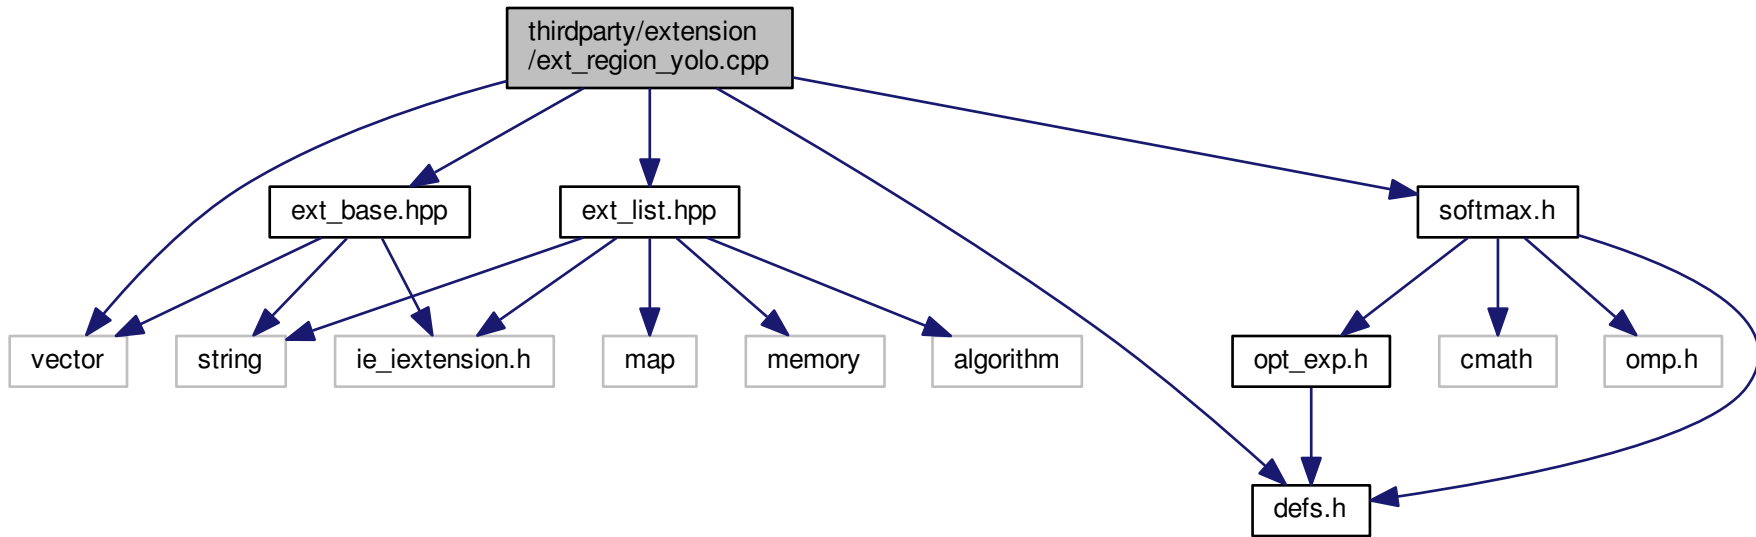 thirdparty/extension
/ext_region_yolo.cpp
ext_base.hpp
ext_list.hpp
softmax.h
vector
string
ie_iextension.h
map
memory
algorithm
opt_exp.h
cmath
omp.h
defs.h